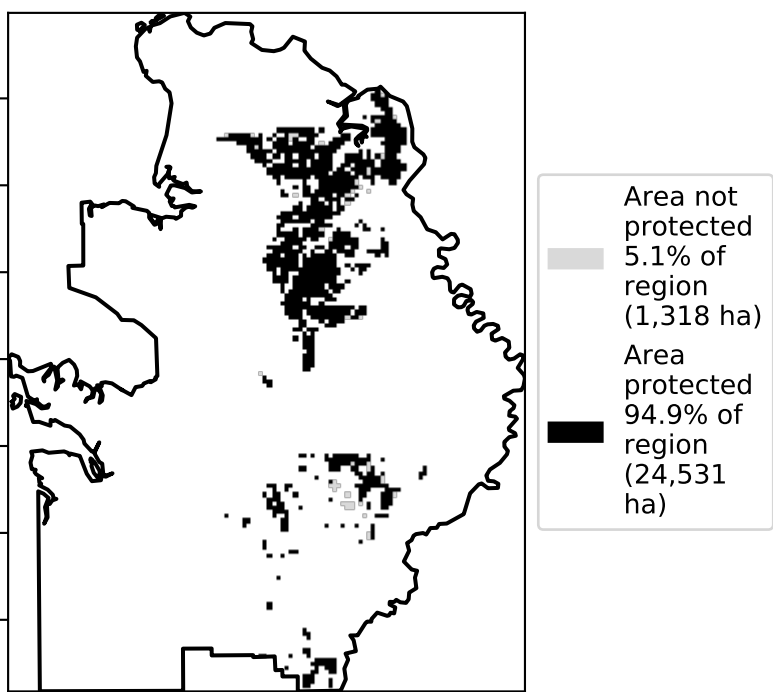 Area not
protected
5.1% of
region
(1,318 ha)
Area
protected
94.9% of
region
(24,531
ha)